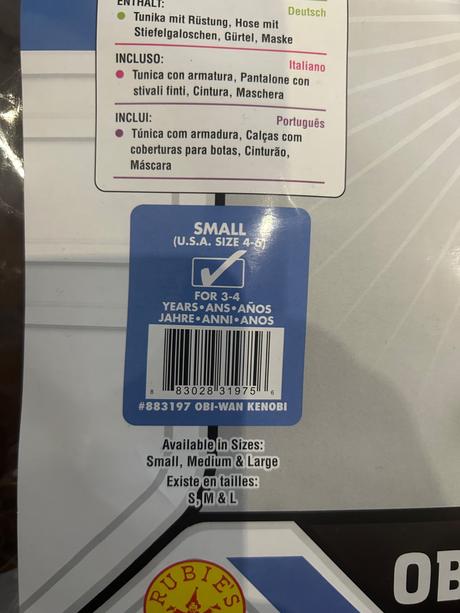 ENTHALT:
Deutsch
Tunika mit Rüstung, Hose mit
Stiefelgaloschen, Gürtel, Maske
INCLUSO:
Italiano
Tunica con armatura, Pantalone con
stivali finti, Cintura, Maschera
INCLUI:
Português
Túnica com armadura, Calças com
coberturas para botas, Cinturão,
Máscara
SMALL
(U.S.A. SIZE 4-6)
FOR 3-4
YEARS•ANS•AÑOS
JAHRE•ANNI•ANOS
8 83028 31975 6
#883197 OBI-WAN KENOBI
Available in Sizes:
Small, Medium & Large
Existe en tailles:
S, M & L
OB
RUBIE'S